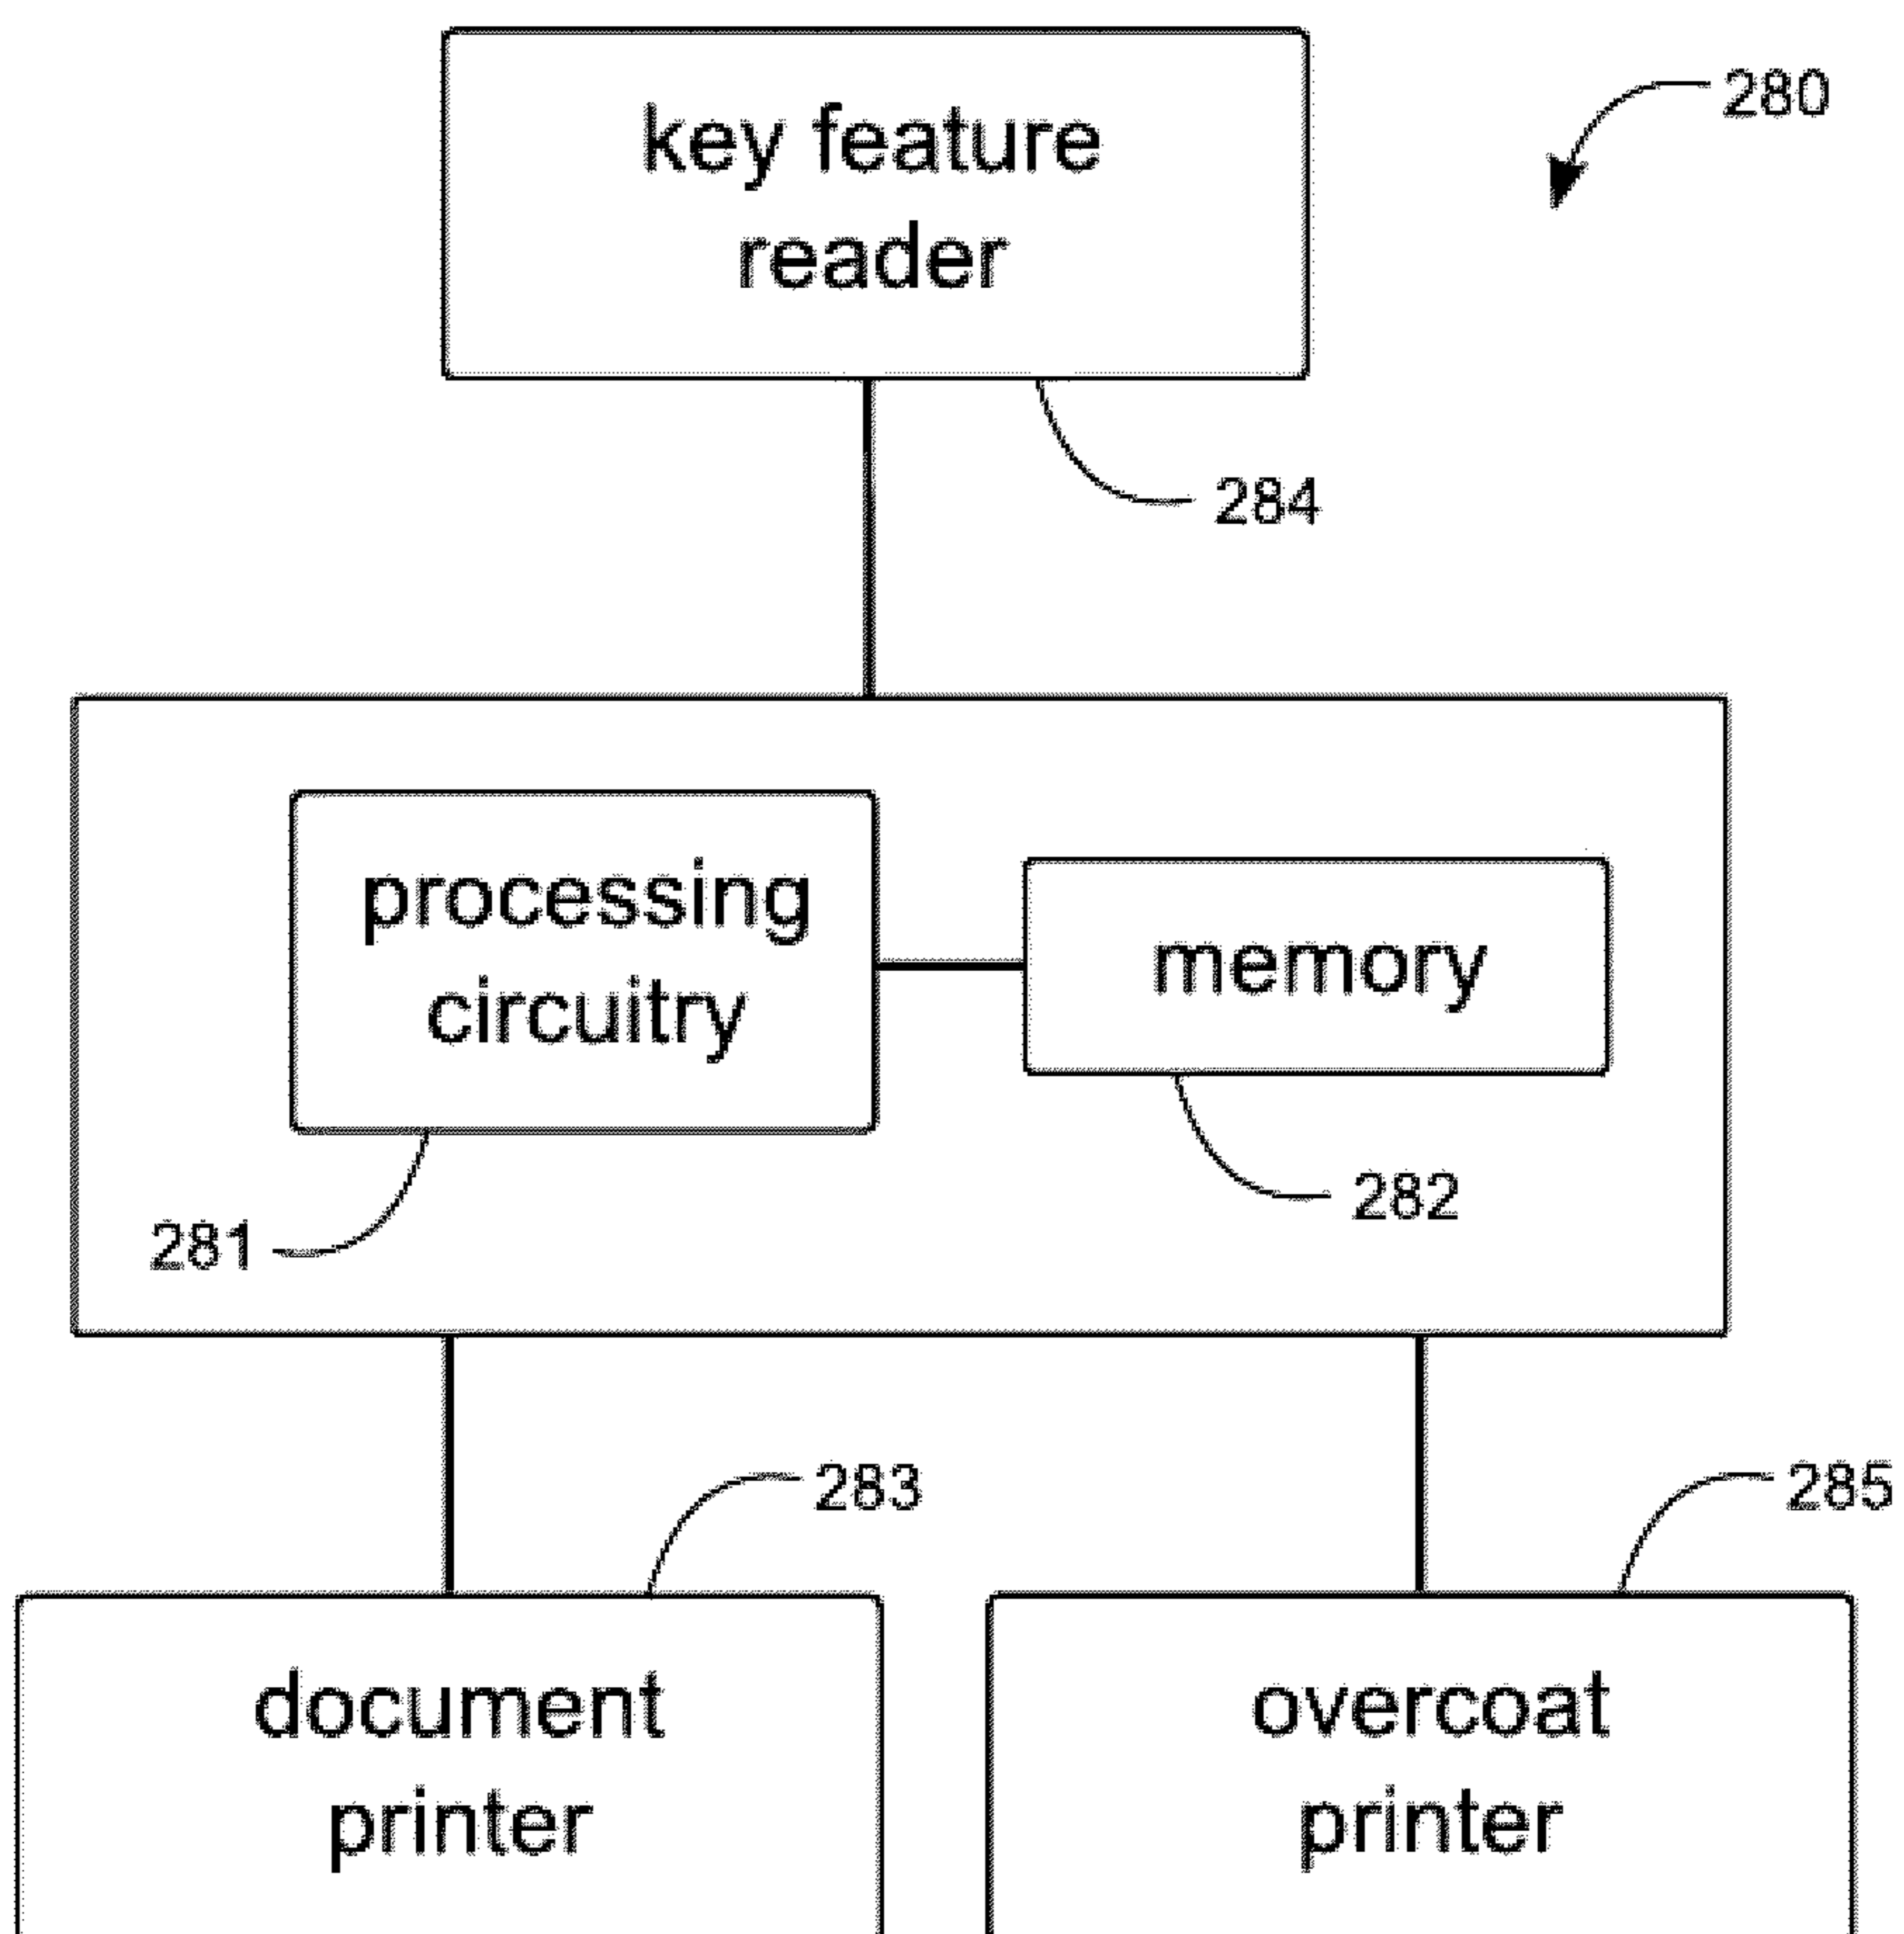 280
key feature
reader
284
processing
circuitry
memory
282
281
283
285
document
printer
overcoat
printer